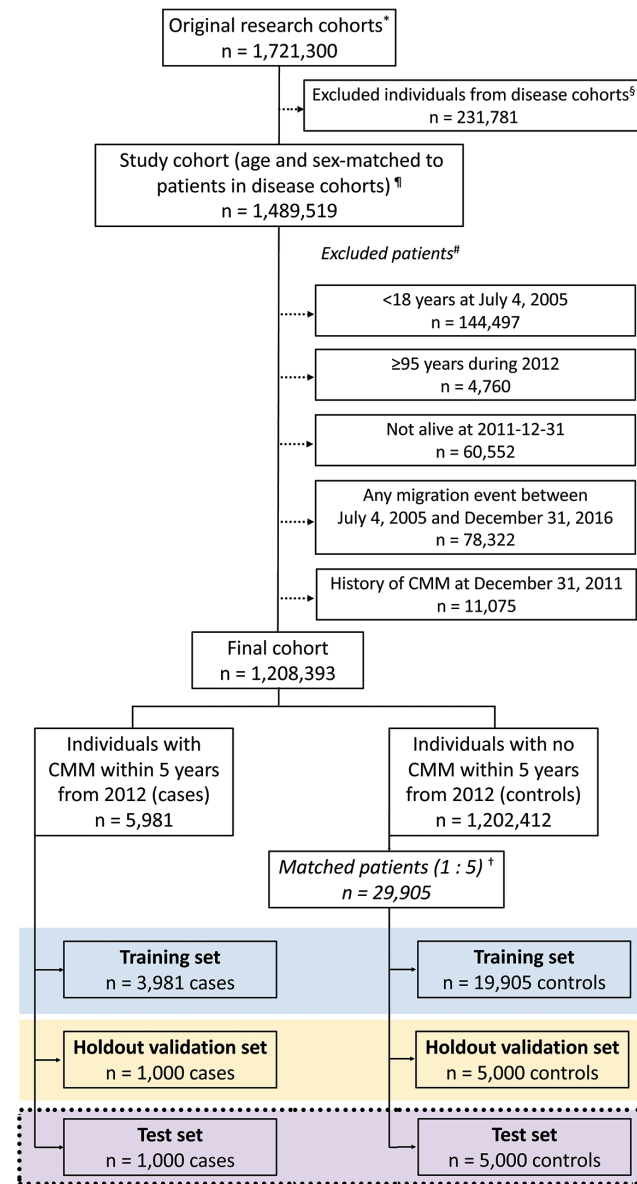 Original research cohorts*
n = 1,721,300
Excluded individuals from disease cohorts§
n = 231,781
Study cohort (age and sex-matched to
patients in disease cohorts) ¶
n = 1,489,519
Excluded patients#
<18 years at July 4, 2005
n = 144,497
≥95 years during 2012
n = 4,760
Not alive at 2011-12-31
n = 60,552
Any migration event between
July 4, 2005 and December 31, 2016
n = 78,322
History of CMM at December 31, 2011
n = 11,075
Final cohort
n = 1,208,393
Individuals with
CMM within 5 years
from 2012 (cases)
n = 5,981
Individuals with no
CMM within 5 years
from 2012 (controls)
n = 1,202,412
Matched patients (1 : 5) †
n = 29,905
Training set
n = 3,981 cases
Training set
n = 19,905 controls
Holdout validation set
n = 1,000 cases
Holdout validation set
n = 5,000 controls
Test set
n = 1,000 cases
Test set
n = 5,000 controls